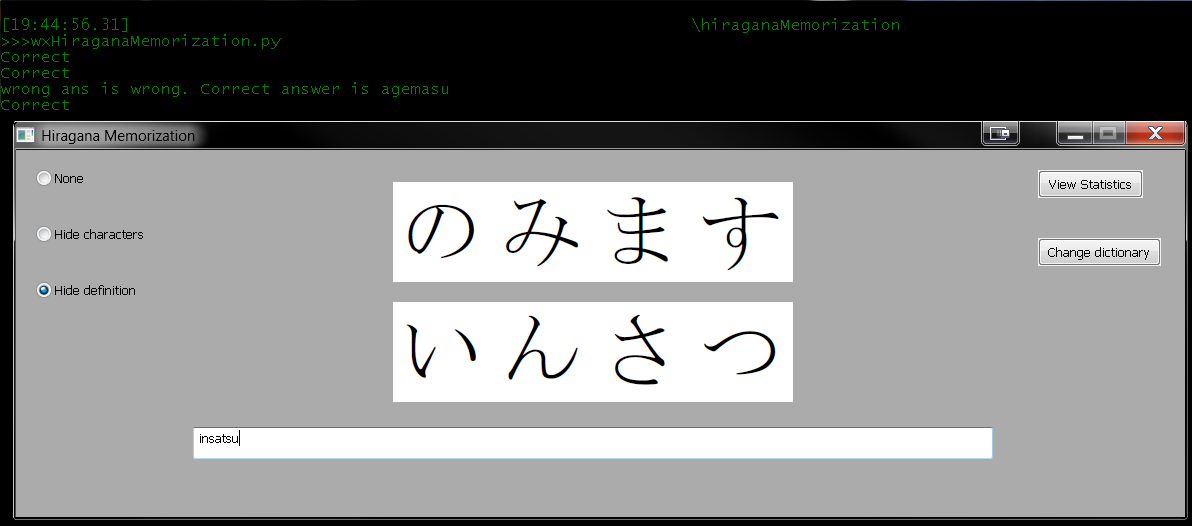 [19:44:56.31] \hiraganaMemorization
>>>wxHiraganaMemorization.py
Correct
Correct
wrong ans is wrong. Correct answer is agemasu
Correct
Hiragana Memorization
None
View Statistics
のみます
Hide characters
Change dictionary
Hide definition
いんさつ
insatsu